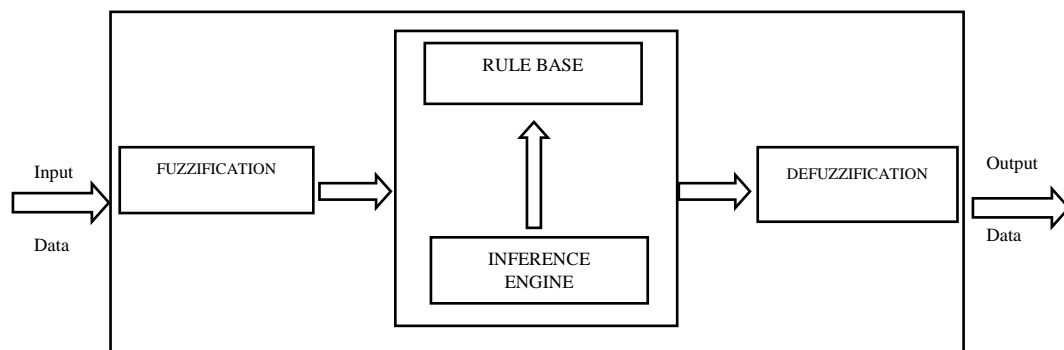 RULE BASE
Input
Data
FUZZIFICATION
INFERENCE
ENGINE
DEFUZZIFICATION
Output
Data